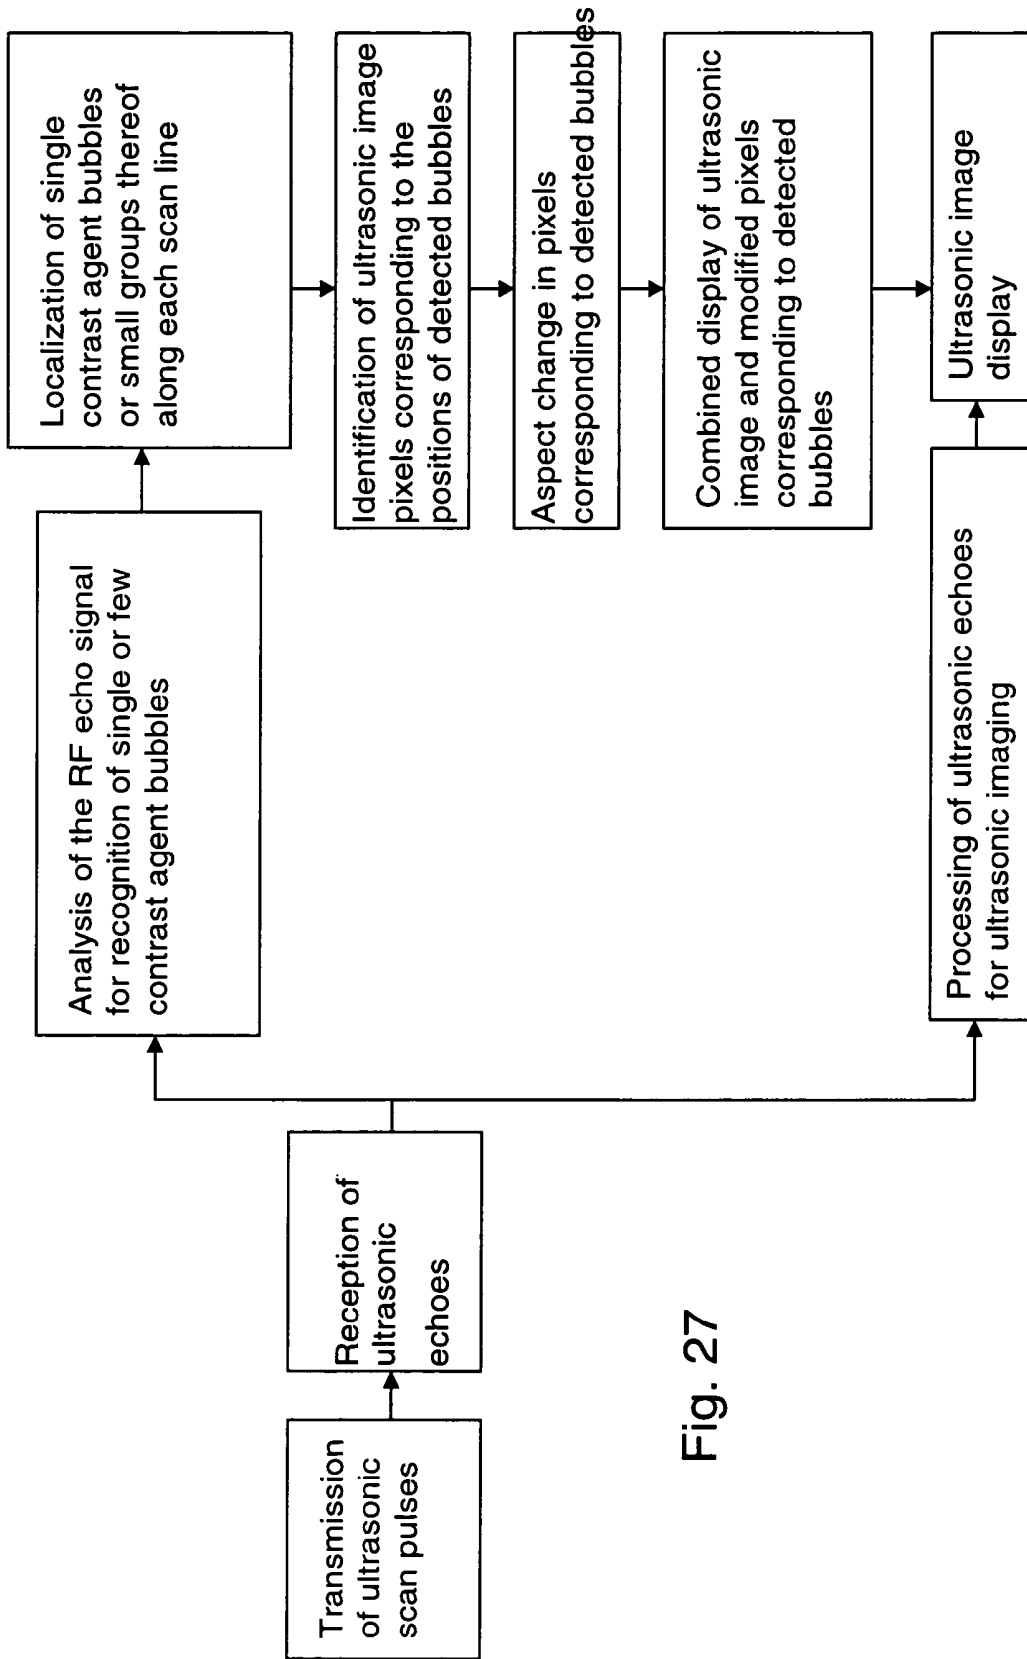 Transmission
of ultrasonic
scan pulses
Reception of
ultrasonic
echoes
Analysis of the RF echo signal
for recognition of single or few
contrast agent bubbles
Localization of single
contrast agent bubbles
or small groups thereof
along each scan line
Identification of ultrasonic image
pixels corresponding to the
positions of detected bubbles
Aspect change in pixels
corresponding to detected bubbles
Combined display of ultrasonic
image and modified pixels
corresponding to detected
bubbles
Processing of ultrasonic echoes
for ultrasonic imaging
Ultrasonic image
display
Fig. 27